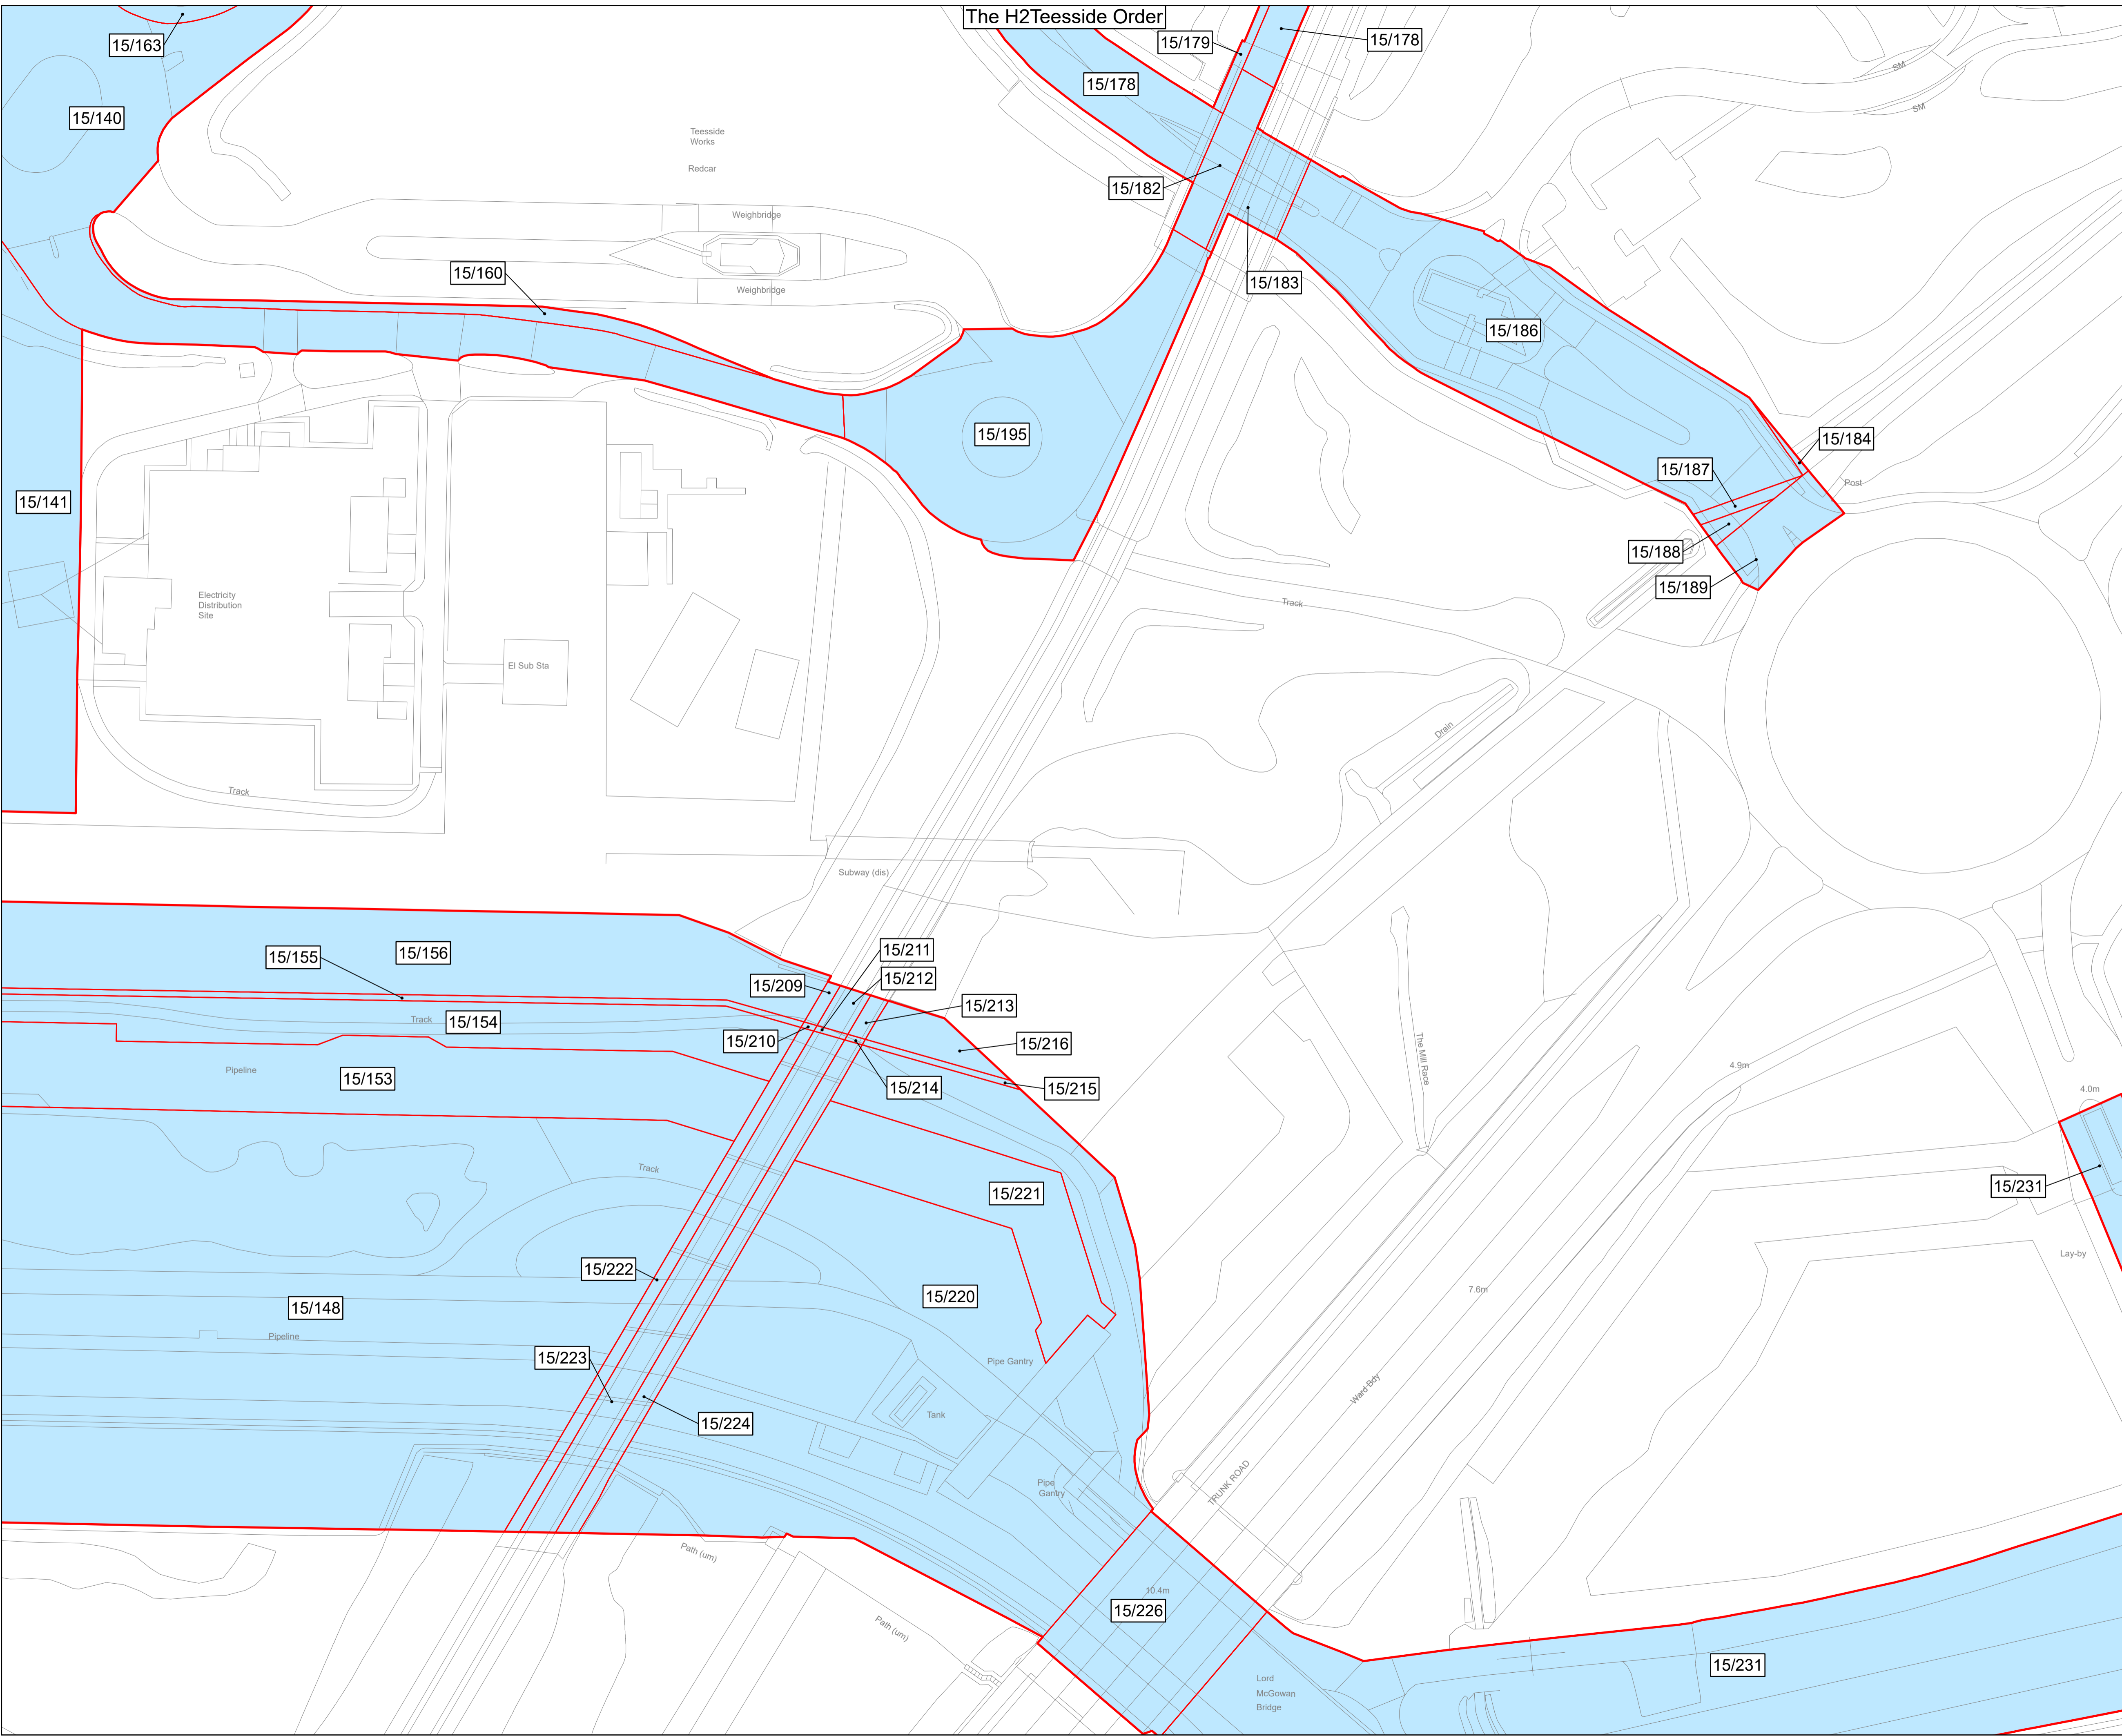 The H2Teesside Order
15/163
15/179
15/178
15/178
15/140
SM
SM
Teesside
Works
Redcar
15/182
Weighbridge
15/160
15/183
Weighbridge
15/186
15/195
15/184
15/187
Post
15/141
15/188
15/189
Electricity
Distribution
Site
Track
El Sub Sta
Drain
Track
Subway (dis)
15/155
15/156
15/211
15/212
15/209
15/213
Track
15/154
15/210
15/216
The Mill Race
4.9m
Pipeline
15/153
15/214
15/215
4.0m
Track
15/221
15/231
Lay-by
15/222
15/220
7.6m
15/148
Pipeline
15/223
Pipe Gantry
Ward Bdy
15/224
Tank
TRUNK ROAD
Pipe
Gantry
Path (um)
10.4m
15/226
Path (um)
15/231
Lord
McGowan
Bridge